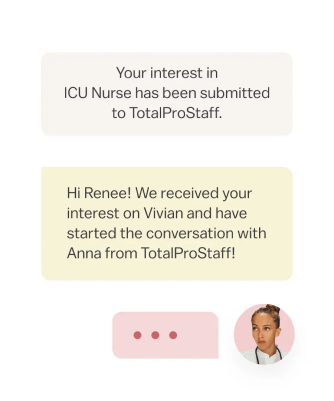 Your interest in
ICU Nurse has been submitted
to TotalProStaff.
Hi Renee! We received your
interest on Vivian and have
started the conversation with
Anna from TotalProStaff!